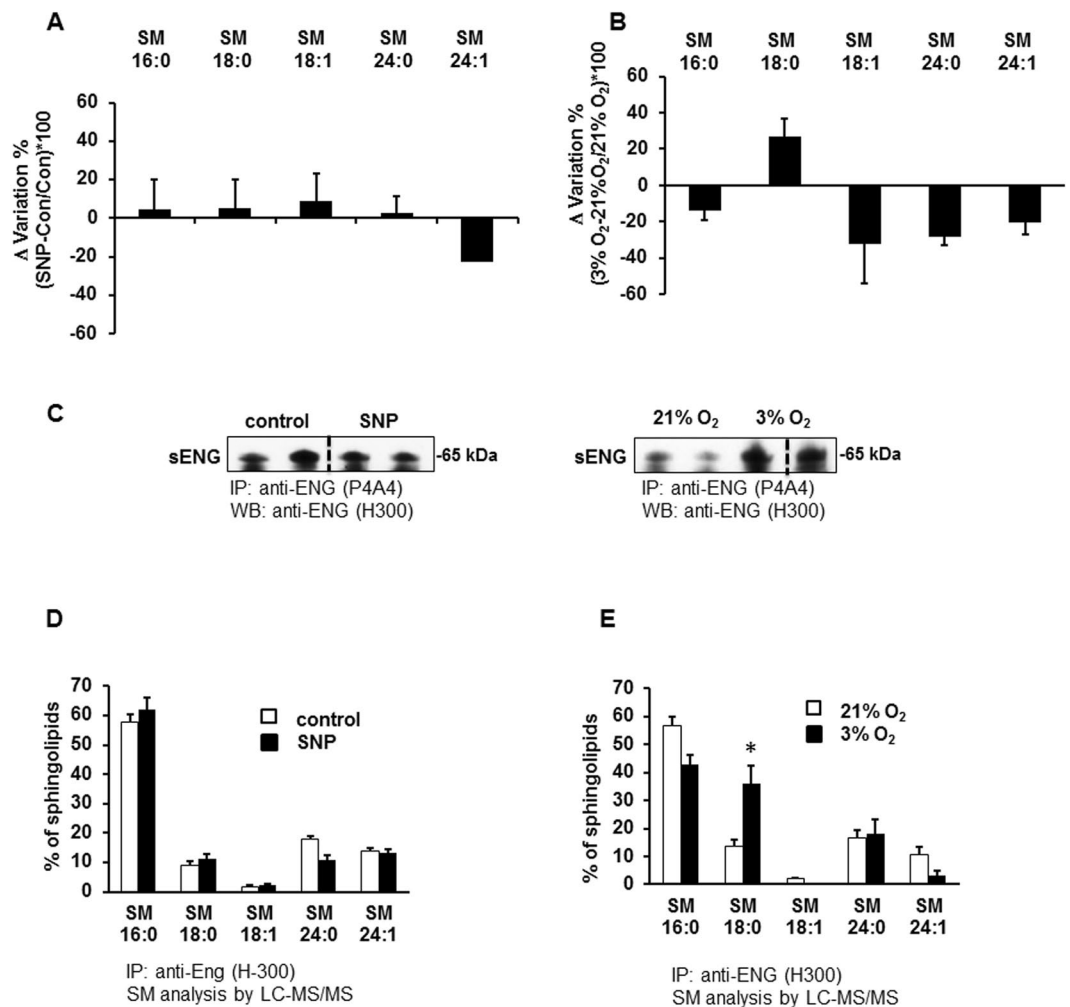 A
SM SM SM SM SM
16:0 18:0 18:1 24:0 24:1
Δ Variation %
(SNP-Con/Con)*100
60
40
20
0
-20
-40
-60
B
SM SM SM SM SM
16:0 18:0 18:1 24:0 24:1
Δ Variation %
(3% O₂-21%O₂/21% O₂)*100
60
40
20
0
-20
-40
-60
C
control SNP
sENG
-65 kDa
IP: anti-ENG (P4A4)
WB: anti-ENG (H300)
21% O₂ 3% O₂
sENG
-65 kDa
IP: anti-ENG (P4A4)
WB: anti-ENG (H300)
D
% of sphingolipids
70
60
50
40
30
20
10
0
control
SNP
SM SM SM SM SM
16:0 18:0 18:1 24:0 24:1
IP: anti-Eng (H-300)
SM analysis by LC-MS/MS
E
% of sphingolipids
70
60
50
40
30
20
10
0
21% O₂
3% O₂
*
SM SM SM SM SM
16:0 18:0 18:1 24:0 24:1
IP: anti-ENG (H300)
SM analysis by LC-MS/MS